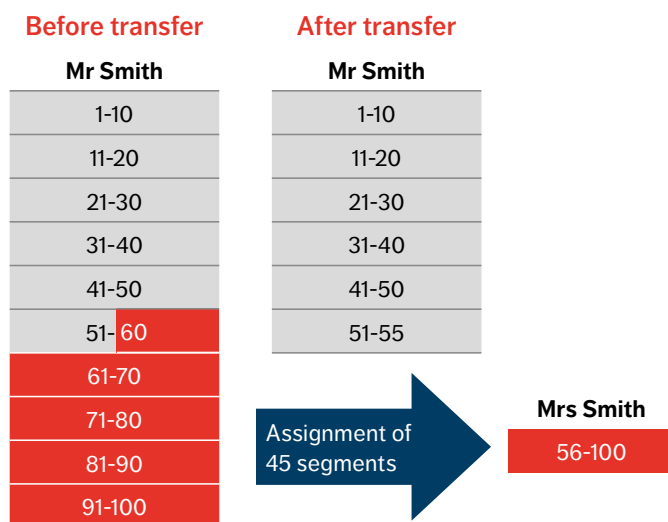 Before transfer
Mr Smith
1-10
11-20
21-30
31-40
41-50
51-60
61-70
71-80
81-90
91-100
After transfer
Mr Smith
1-10
11-20
21-30
31-40
41-50
51-55
Assignment of
45 segments
Mrs Smith
56-100